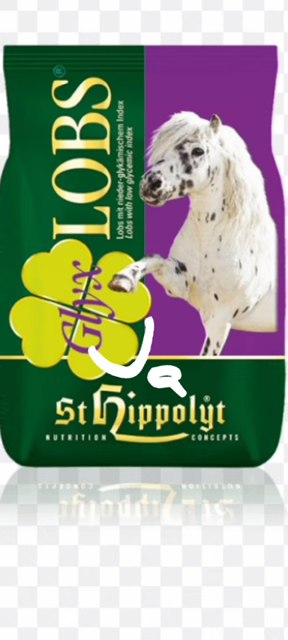 LOBS®
Lobs mit nieder-glykämischem Index
Lobs with low glycemic index
Glyx
St Hippolyt®
NUTRITION CONCEPTS